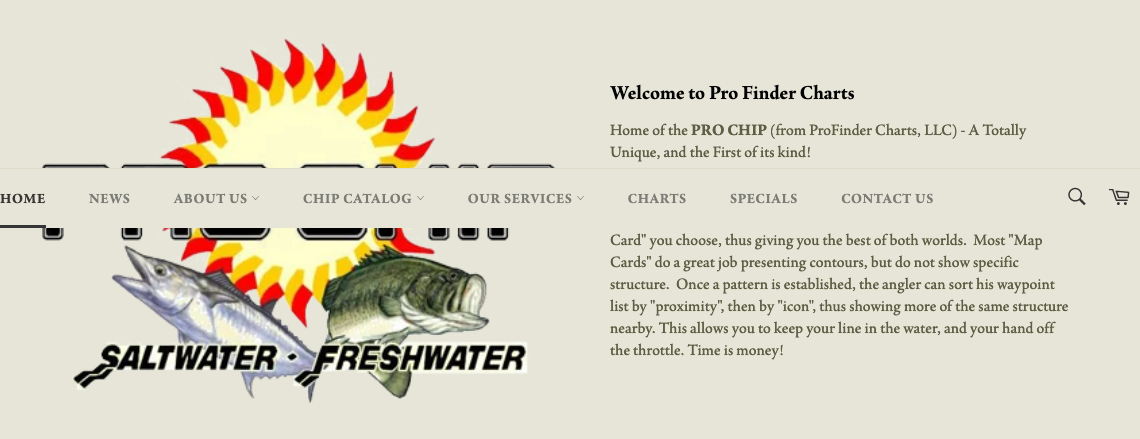 Welcome to Pro Finder Charts
Home of the PRO CHIP (from ProFinder Charts, LLC) - A Totally
Unique, and the First of its kind!
HOME NEWS ABOUT US CHIP CATALOG OUR SERVICES CHARTS SPECIALS CONTACT US
Card" you choose, thus giving you the best of both worlds. Most "Map
Cards" do a great job presenting contours, but do not show specific
structure. Once a pattern is established, the angler can sort his waypoint
list by "proximity", then by "icon", thus showing more of the same structure
nearby. This allows you to keep your line in the water, and your hand off
the throttle. Time is money!
SALTWATER · FRESHWATER